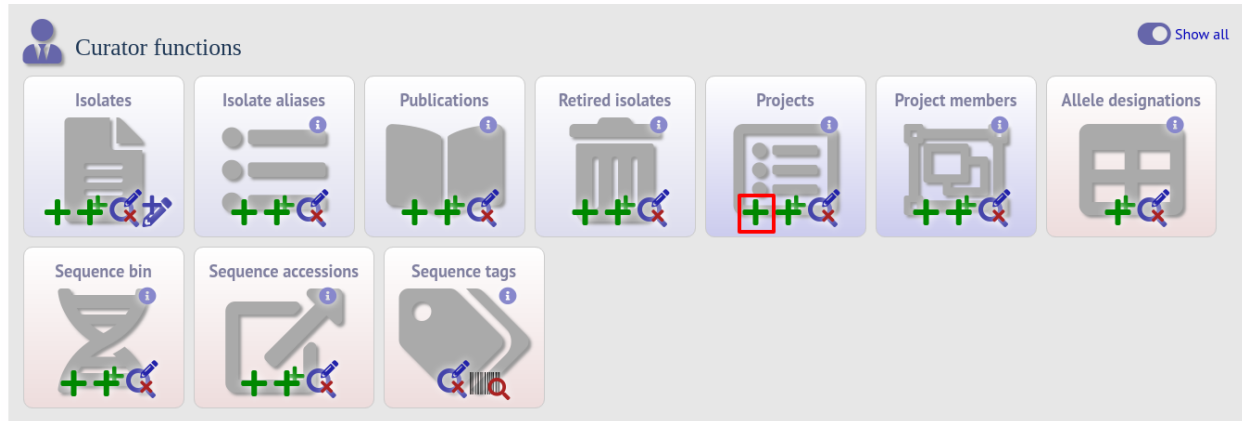 Curator functions
Show all
Isolates
Isolate aliases
Publications
Retired isolates
Projects
Project members
Allele designations
Sequence bin
Sequence accessions
Sequence tags